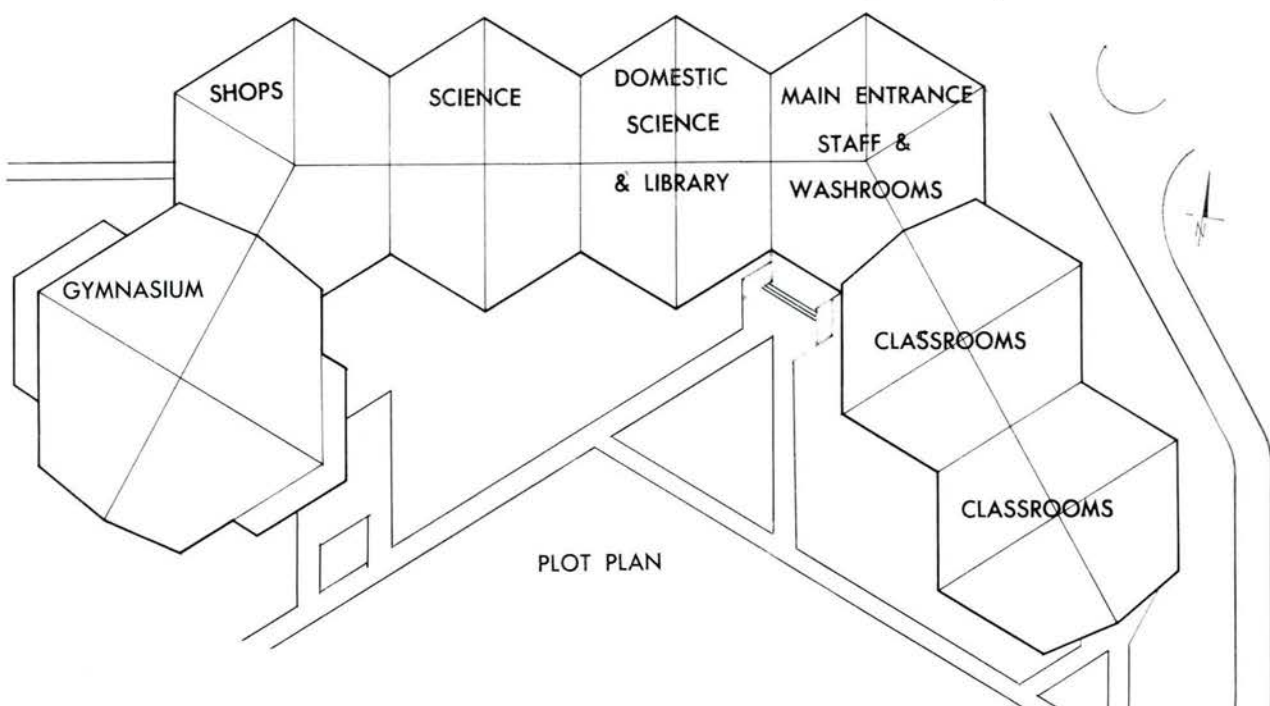 SHOPS
SCIENCE
DOMESTIC
SCIENCE
& LIBRARY
MAIN ENTRANCE
STAFF &
WASHROOMS
N
GYMNASIUM
CLASSROOMS
CLASSROOMS
PLOT PLAN